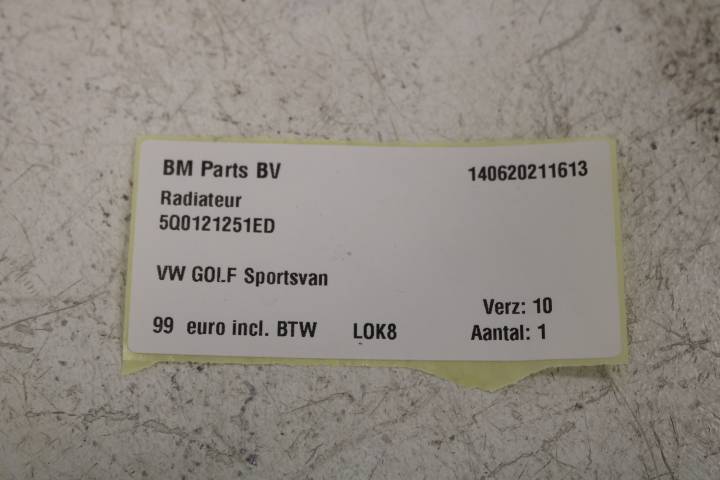 BM Parts BV 140620211613
Radiateur
5Q0121251ED
VW GOLF Sportsvan
Verz: 10
99 euro incl. BTW LOK8 Aantal: 1